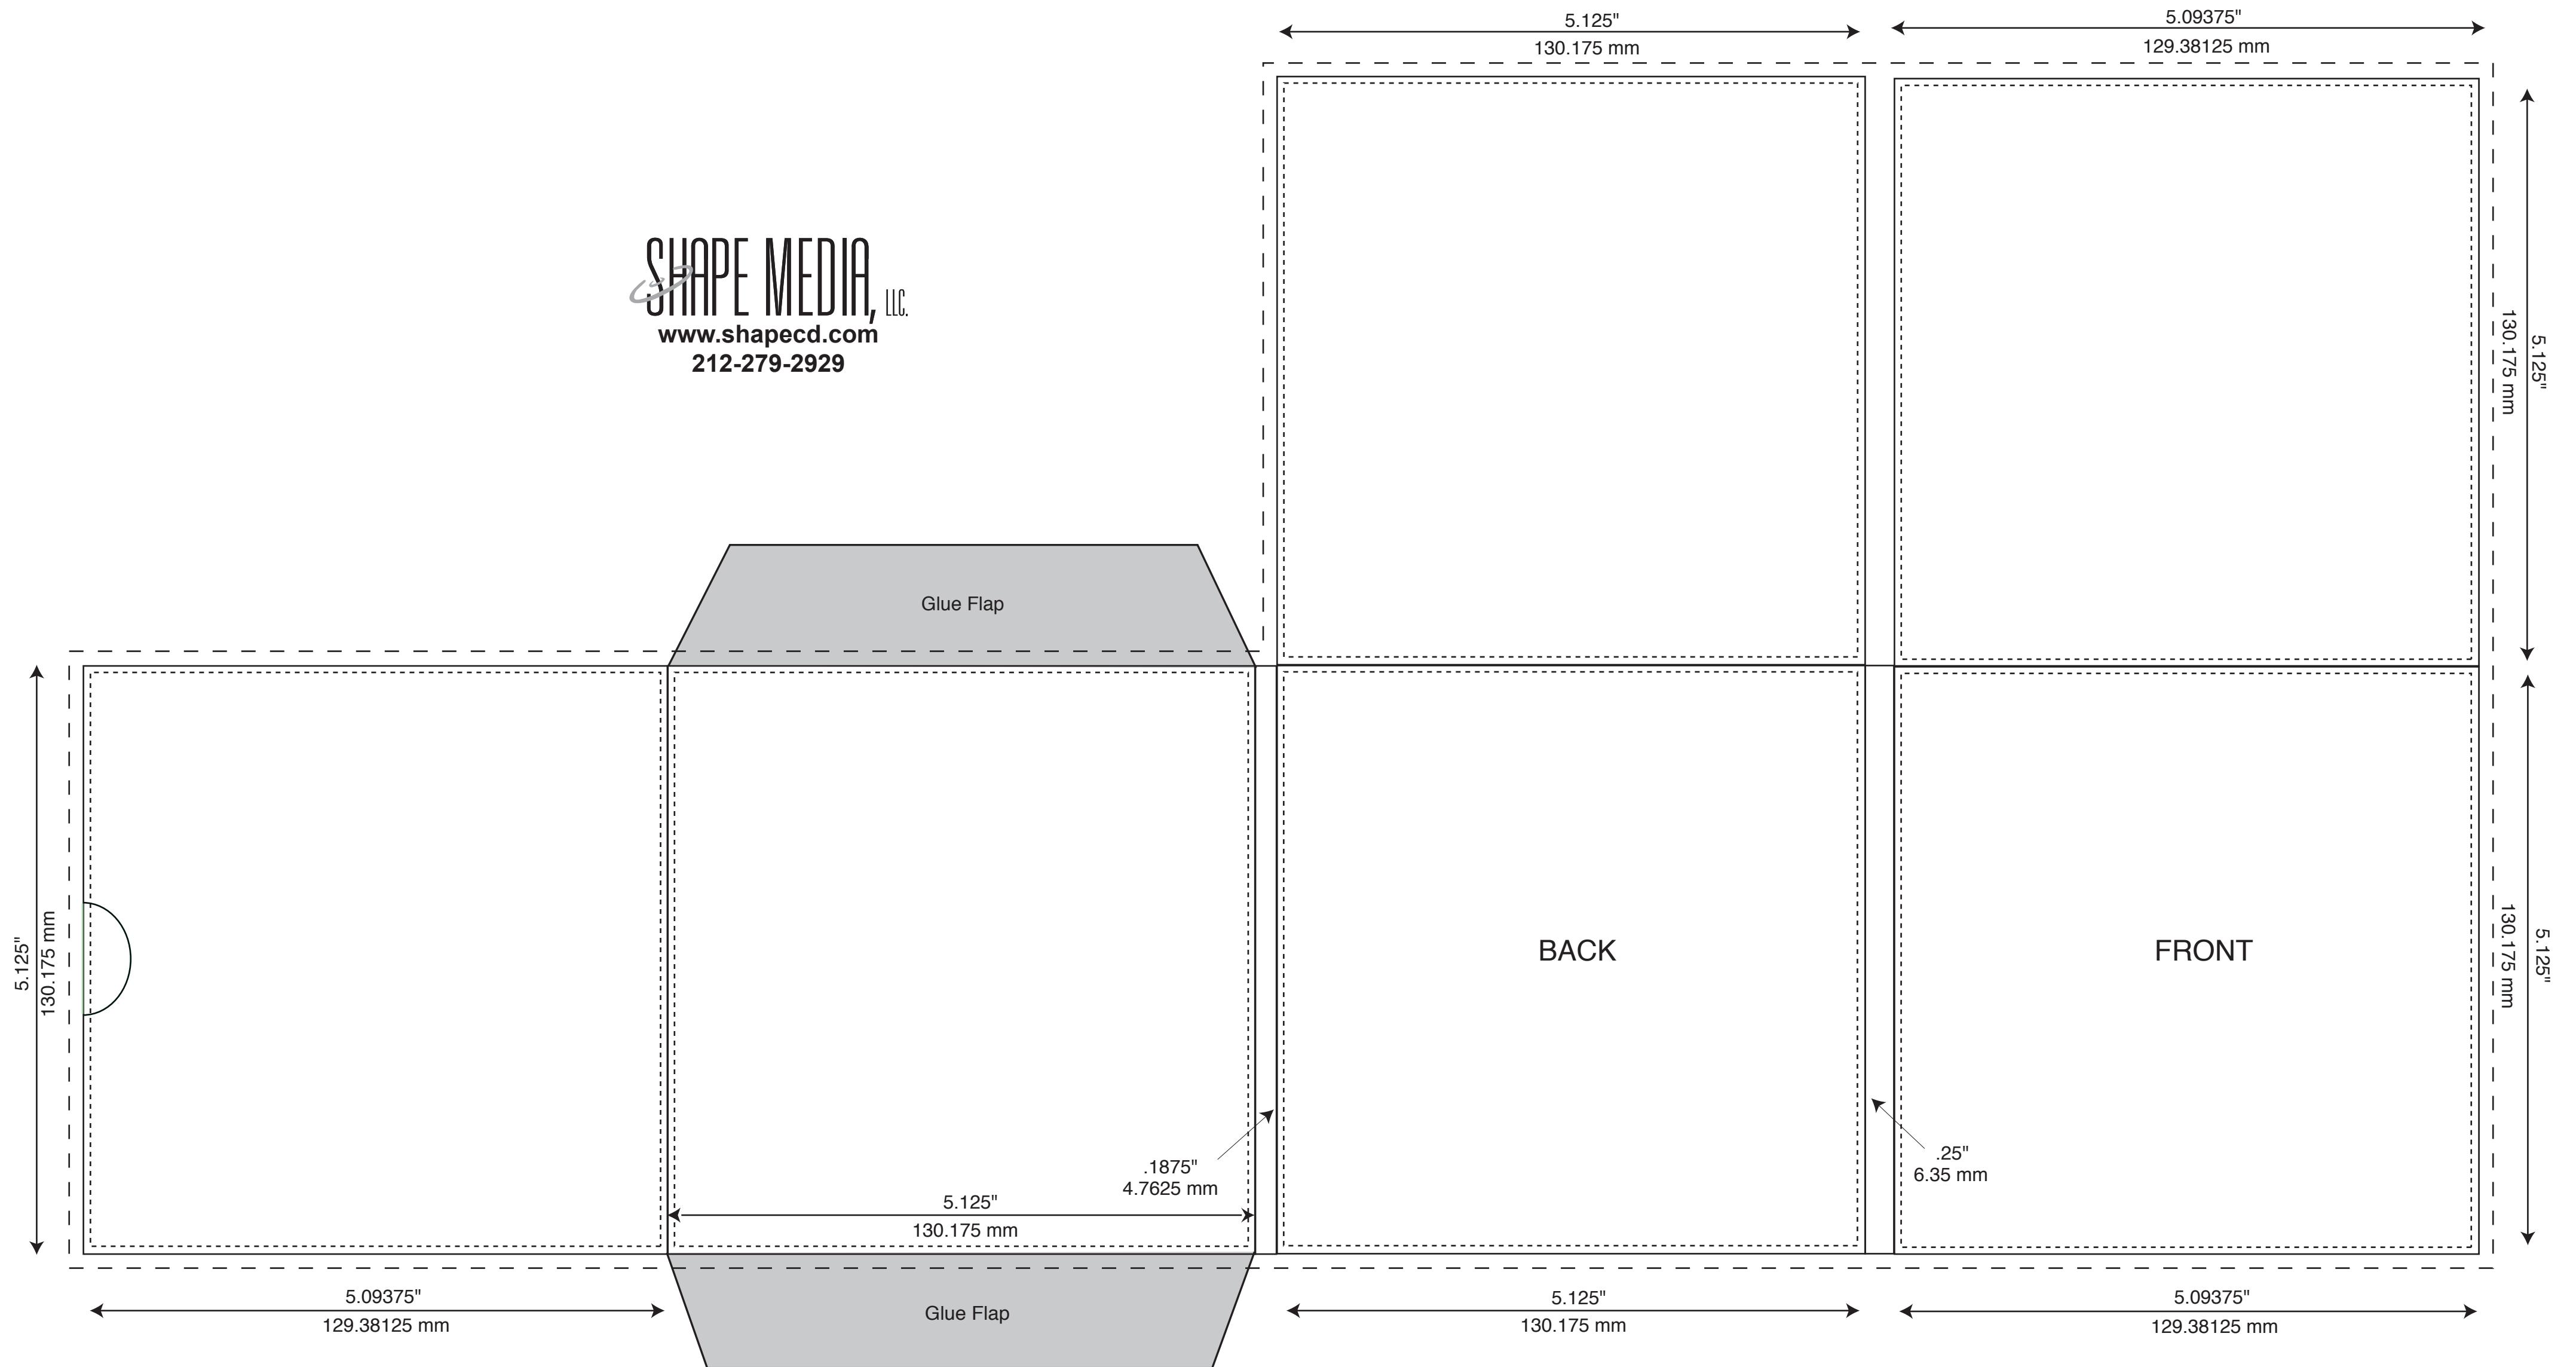 5.125"
130.175 mm
5.09375"
129.38125 mm
SHAPE MEDIA, LLC.
www.shapecd.com
212-279-2929
5.125"
130.175 mm
Glue Flap
5.125"
130.175 mm
BACK
FRONT
5.125"
130.175 mm
.1875"
4.7625 mm
.25"
6.35 mm
5.125"
130.175 mm
5.09375"
129.38125 mm
Glue Flap
5.125"
130.175 mm
5.09375"
129.38125 mm